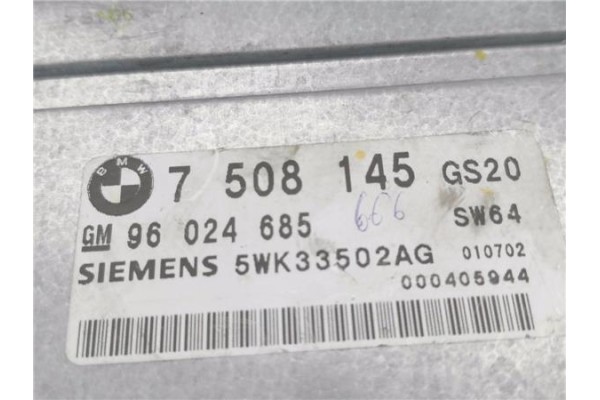 BMW 7 508 145 GS20
GM 96 024 685 666 SW64
SIEMENS 5WK33502AG 010702
000405944